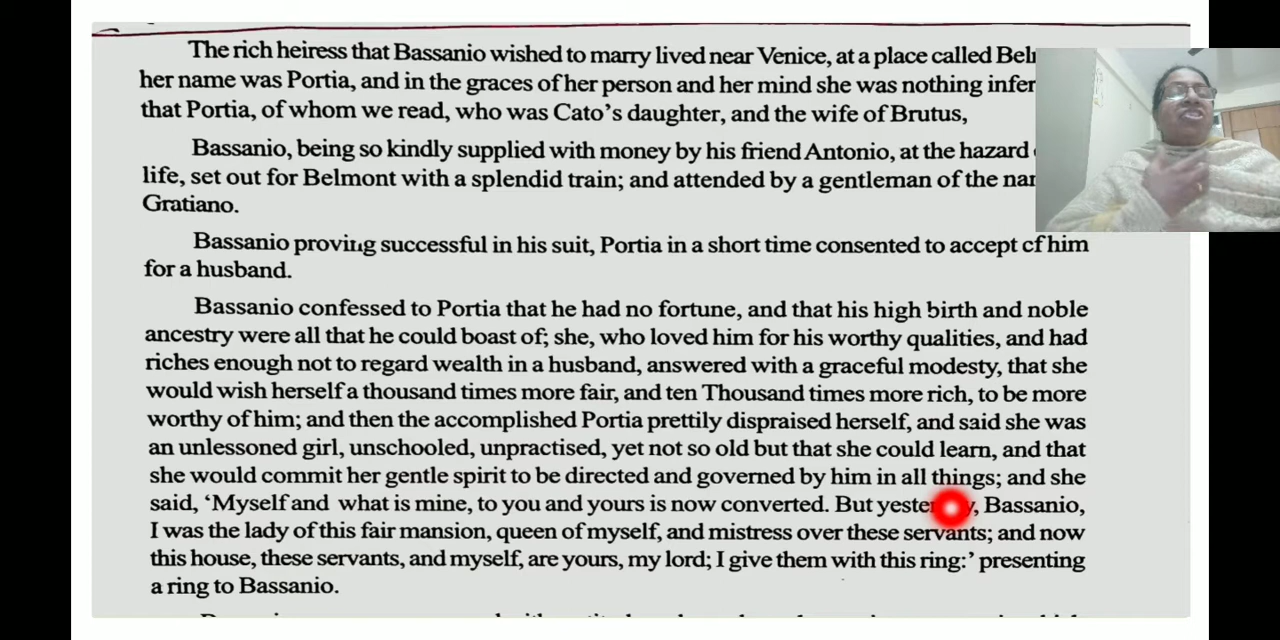 The rich heiress that Bassanio wished to marry lived near Venice, at a place called
her name was Portia, and in the graces of her person and her mind she was nothing
that Portia, of whom we read, who was Cato's daughter, and the wife of Brutus,
Bassanio, being so kindly supplied with money by his friend Antonio, at the hazard
life, set out for Belmont with a splendid train; and attended by a gentleman of the
Gratiano.
Bassanio proving successful in his suit, Portia in a short time consented to accept cf him
for a husband.
Bassanio confessed to Portia that he had no fortune, and that his high birth and noble
ancestry were all that he could boast of; she, who loved him for his worthy qualities, and had
riches enough not to regard wealth in a husband, answered with a graceful modesty, that she
would wish herself a thousand times more fair, and ten Thousand times more rich, to be more
worthy of him; and then the accomplished Portia prettily dispraised herself, and said she was
an unlessoned girl, unschooled, unpractised, yet not so old but that she could learn, and that
she would commit her gentle spirit to be directed and governed by him in all things; and she
said, 'Myself and what is mine, to you and yours is now converted. But Bassanio,
I was the lady of this fair mansion, queen of myself, and mistress over these servants; and now
this house, these servants, and myself, are yours, my lord; I give them with this ring:' presenting
a ring to Bassanio.